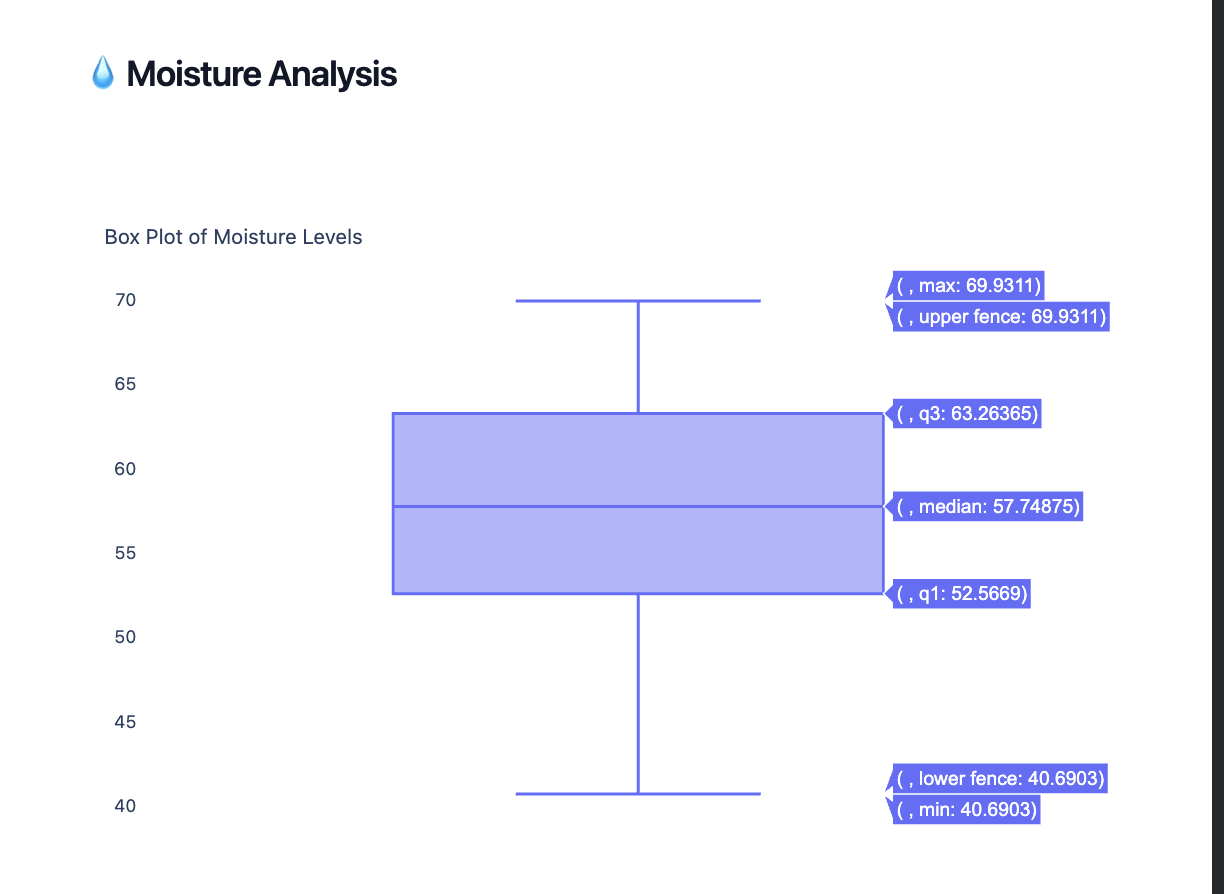 💧 Moisture Analysis
Box Plot of Moisture Levels
70
( , max: 69.9311)
( , upper fence: 69.9311)
65
( , q3: 63.26365)
60
( , median: 57.74875)
55
( , q1: 52.5669)
50
45
( , lower fence: 40.6903)
40
( , min: 40.6903)